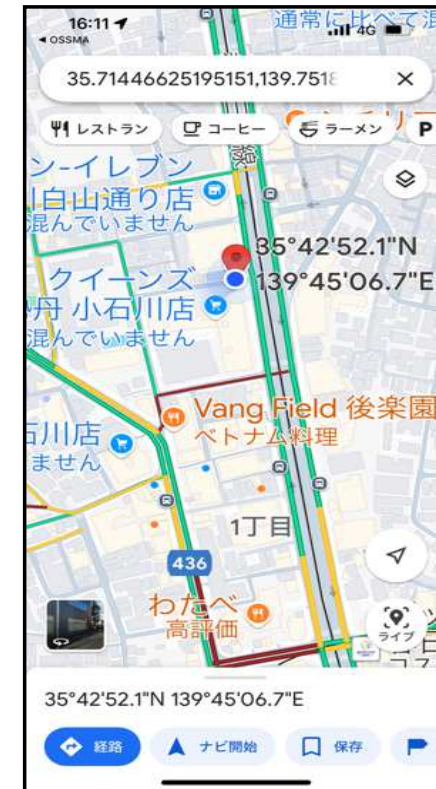 16:11
通常に比べて混
◀ OSSMA
4G
35.71446625195151,139.7518
レストラン
コーヒー
ラーメン
P
線
ン-イレブン
白山通り店
混んでいません
35°42'52.1"N
139°45'06.7"E
クイーンズ
丹 小石川店
混んでいません
Vang Field 後楽園
ベトナム料理
石川店
ません
1丁目
436
わたべ
高評価
ライブ
35°42'52.1"N 139°45'06.7"E
経路
ナビ開始
保存